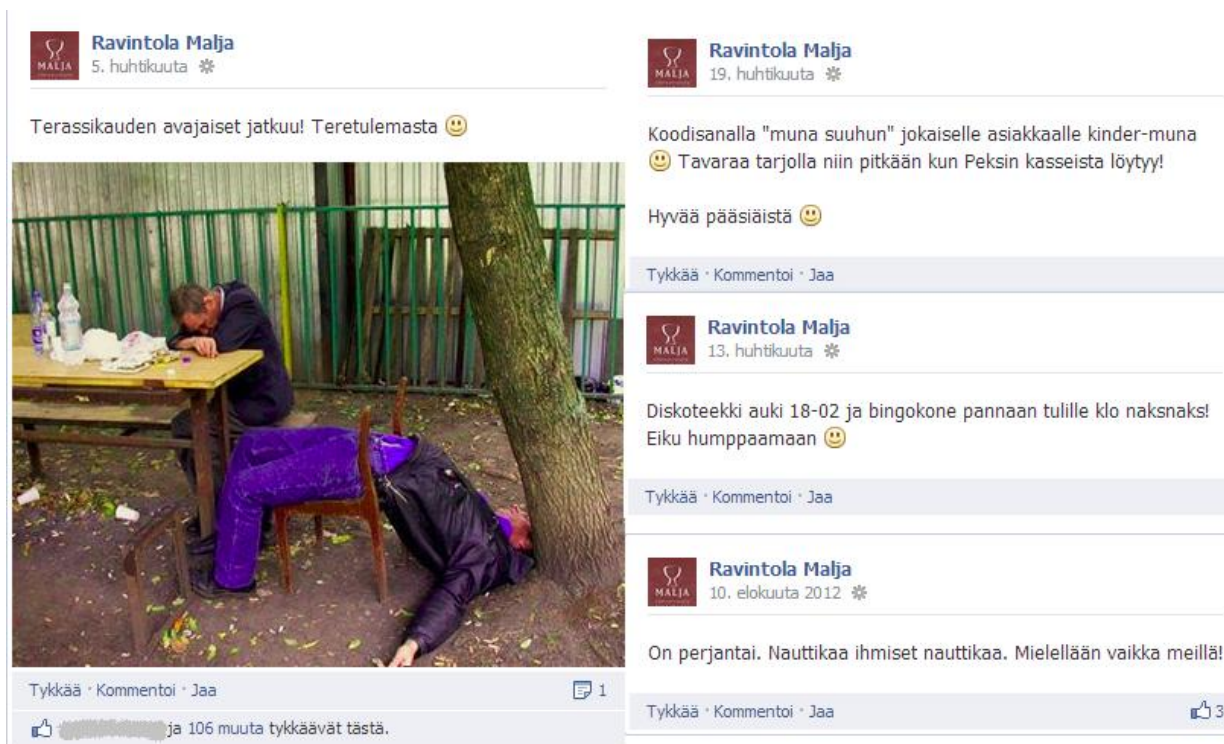 Ravintola Malja
5. huhtikuuta
Terassikauden avajaiset jatkuu! Teretulemasta
Tykkää · Kommentoi · Jaa
1
ja 106 muuta tykkäävät tästä.
Ravintola Malja
19. huhtikuuta
Koodisanalla "muna suuhun" jokaiselle asiakkaalle kinder-muna
Tavaraa tarjolla niin pitkään kun Peksin kasseista löytyy!
Hyvää pääsiäistä
Tykkää · Kommentoi · Jaa
Ravintola Malja
13. huhtikuuta
Diskoteekki auki 18-02 ja bingokone pannaan tulille klo naksnaks!
Eiku humppaamaan
Tykkää · Kommentoi · Jaa
Ravintola Malja
10. elokuuta 2012
On perjantai. Nauttikaa ihmiset nauttikaa. Mielellään vaikka meillä!
Tykkää · Kommentoi · Jaa
3
MALJA
MALJA
MALJA
MALJA